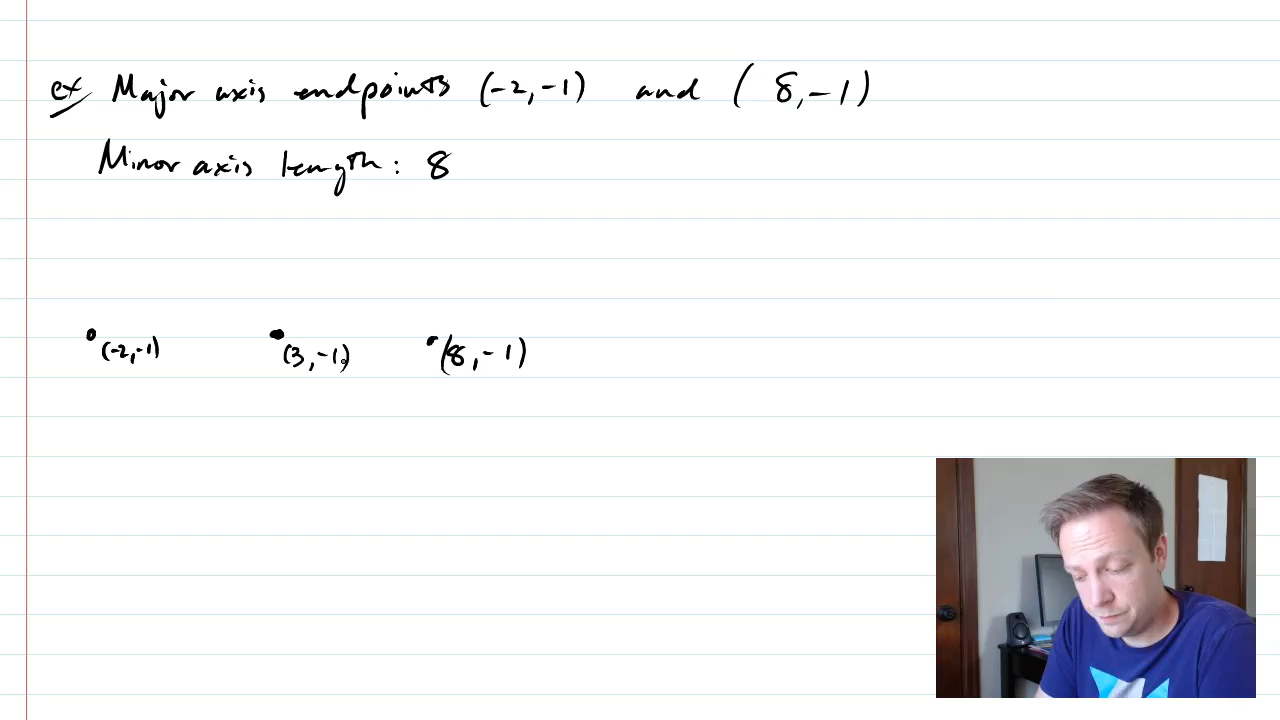 ex Major axis endpoints (-2,-1) and ( 8,-1)
Minor axis length: 8
(-2,-1) (3,-1) (8,-1)